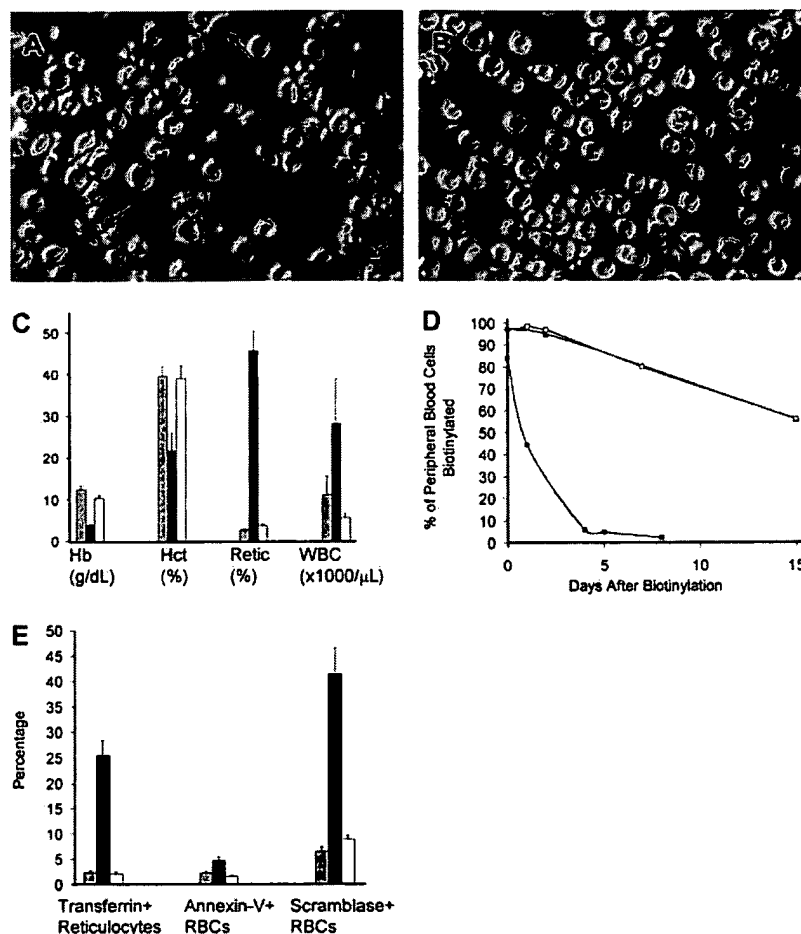 A
B
C
50
40
30
20
10
0
Hb
(g/dL)
Hct
(%)
Retic
(%)
WBC
(x1000/μL)
D
% of Peripheral Blood Cells
Biotinylated
100
90
80
70
60
50
40
30
20
10
0
0 5 10 15
Days After Biotinylation
E
Percentage
50
45
40
35
30
25
20
15
10
5
0
Transferrin+
Reticulocytes
Annexin-V+
RBCs
Scramblase+
RBCs